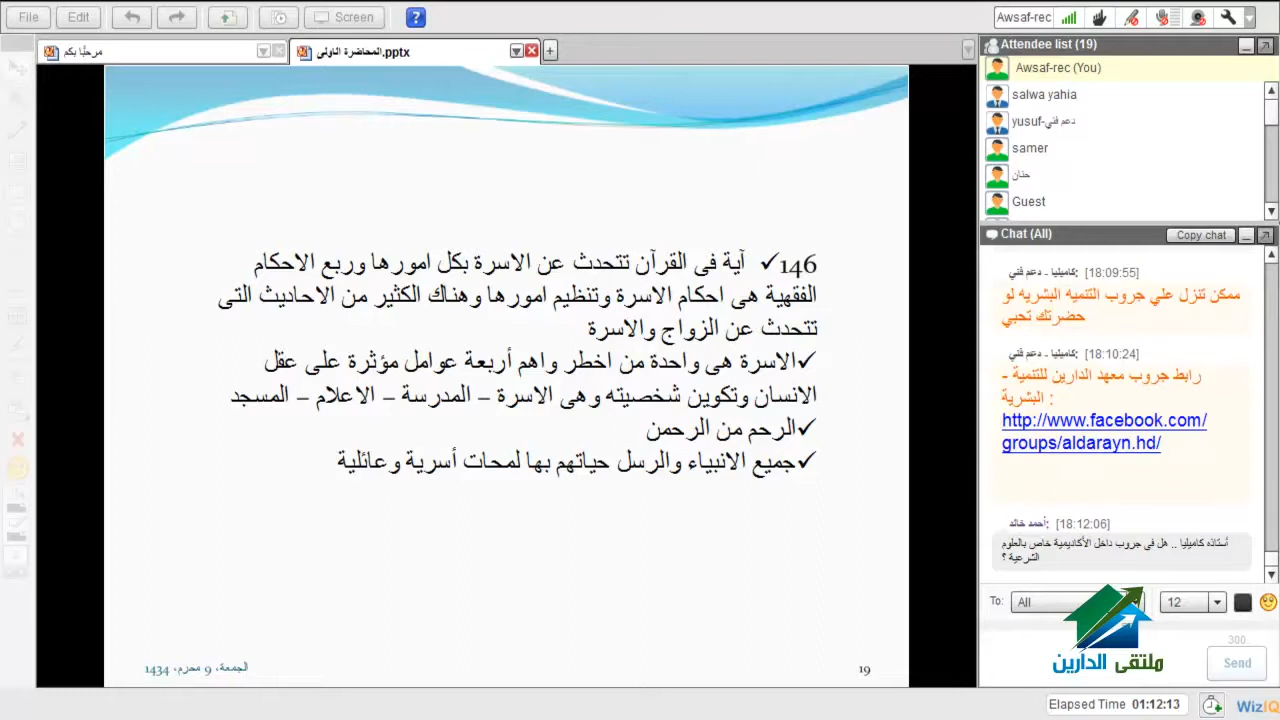 File
Edit
Screen
?
Awsaf-rec
مرحبًا بكم
المحاضرة الاولى.pptx
Attendee list (19)
Awsaf-rec (You)
salwa yahia
yusuf-دعم فني
samer
حنان
Guest
146 آية فى القرآن تتحدث عن الاسرة بكل امورها وربع الاحكام
الفقهية هى احكام الاسرة وتنظيم امورها وهناك الكثير من الاحاديث التى
تتحدث عن الزواج والاسرة
الاسرة هى واحدة من اخطر واهم أربعة عوامل مؤثرة على عقل
الانسان وتكوين شخصيته وهى الاسرة – المدرسة – الاعلام – المسجد
الرحم من الرحمن
جميع الانبياء والرسل حياتهم بها لمحات أسرية وعائلية
الجمعة، 9 محرم، 1434
19
Chat (All)
Copy chat
كاميليا - دعم فني: [18:09:55]
ممكن تنزل علي جروب التنميه البشريه لو
حضرتك تحبي
كاميليا - دعم فني: [18:10:24]
رابط جروب معهد الدارين للتنمية -
البشرية :
http://www.facebook.com/
groups/aldarayn.hd/
أحمد خالد: [18:12:06]
أستاذه كاميليا .. هل فى جروب داخل الأكاديمية خاص بالعلوم
الشرعية ؟
To:
All
12
ملتقى الدارين
300
Send
Elapsed Time 01:12:13
WizIQ